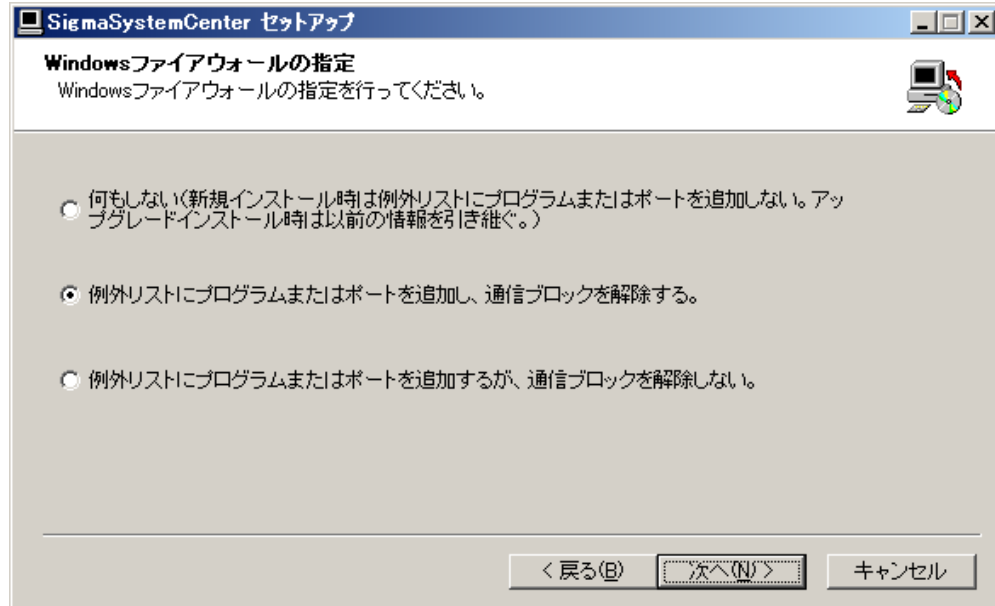 SigmaSystemCenter セットアップ
Windowsファイアウォールの指定
Windowsファイアウォールの指定を行ってください。
何もしない(新規インストール時は例外リストにプログラムまたはポートを追加しない。アッ
プグレードインストール時は以前の情報を引き継ぐ。)
例外リストにプログラムまたはポートを追加し、通信ブロックを解除する。
例外リストにプログラムまたはポートを追加するが、通信ブロックを解除しない。
< 戻る(B) 次へ(N) > キャンセル